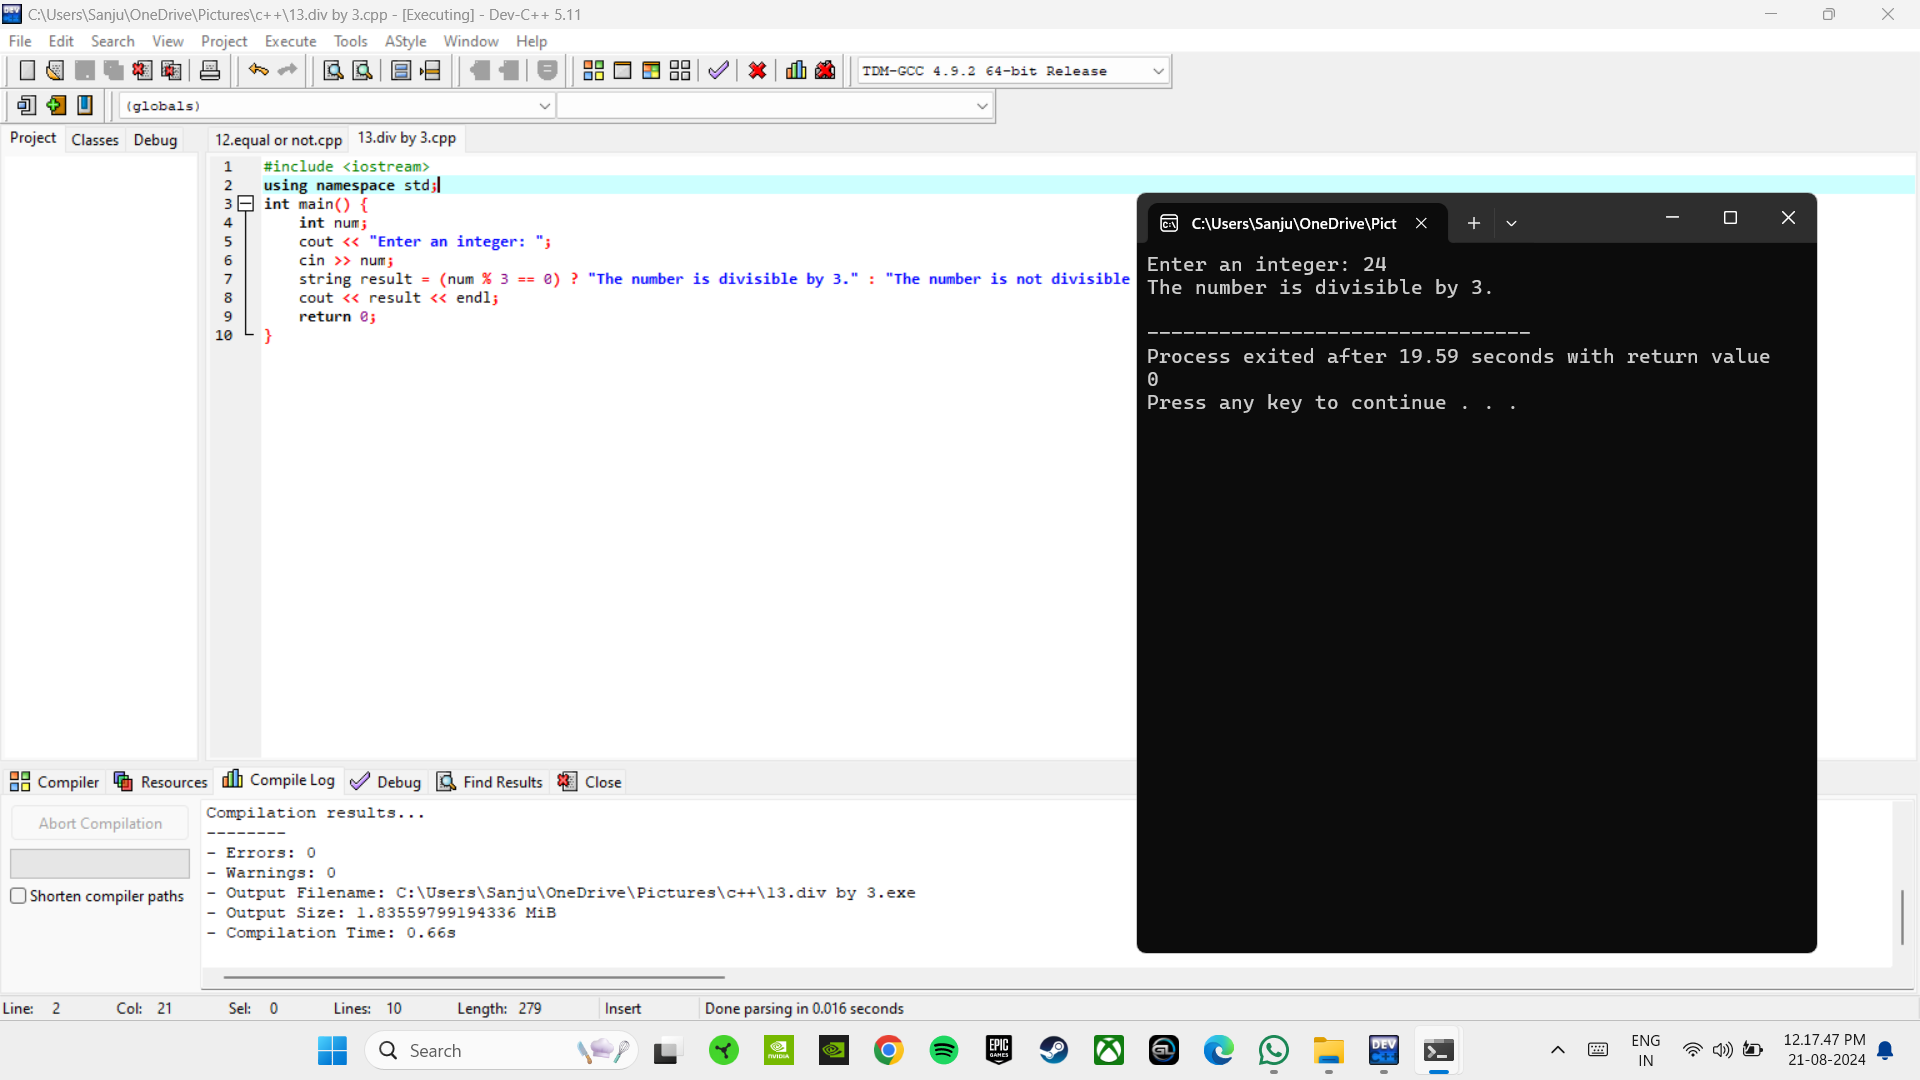 C:\Users\Sanju\OneDrive\Pictures\c++\13.div by 3.cpp - [Executing] - Dev-C++ 5.11
File Edit Search View Project Execute Tools AStyle Window Help
TDM-GCC 4.9.2 64-bit Release
(globals)
Project Classes Debug 12.equal or not.cpp 13.div by 3.cpp
1 #include <iostream>
2 using namespace std;
3 int main() {
4 int num;
5 cout << "Enter an integer: ";
6 cin >> num;
7 string result = (num % 3 == 0) ? "The number is divisible by 3." : "The number is not divisible
8 cout << result << endl;
9 return 0;
10 }
C:\Users\Sanju\OneDrive\Pict
Enter an integer: 24
The number is divisible by 3.
--------------------------------
Process exited after 19.59 seconds with return value
0
Press any key to continue . . .
Compiler Resources Compile Log Debug Find Results Close
Abort Compilation
Shorten compiler paths
Compilation results...
--------
- Errors: 0
- Warnings: 0
- Output Filename: C:\Users\Sanju\OneDrive\Pictures\c++\13.div by 3.exe
- Output Size: 1.83559799194336 MiB
- Compilation Time: 0.66s
Line: 2 Col: 21 Sel: 0 Lines: 10 Length: 279 Insert Done parsing in 0.016 seconds
Search
NVIDIA
EPIC GAMES
GL
DEV C++
ENG
IN
12.17.47 PM
21-08-2024